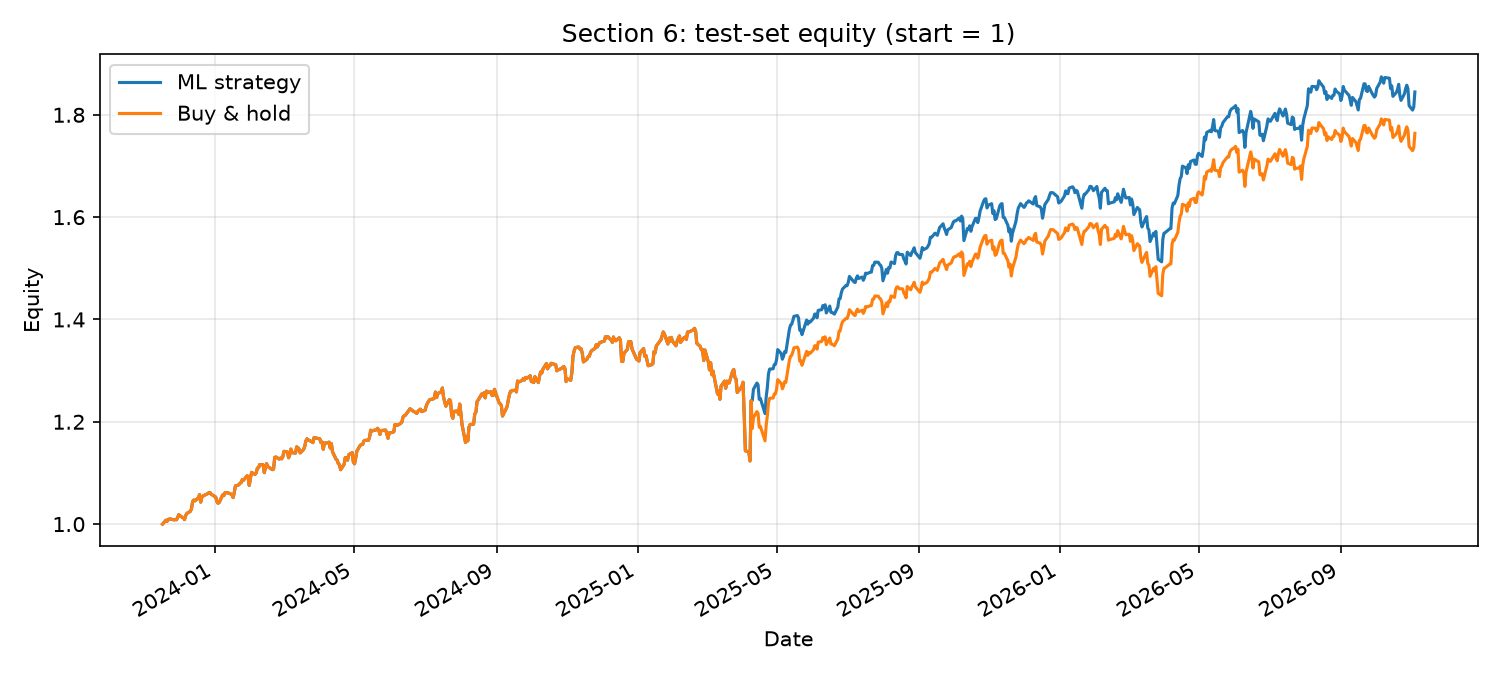 Section 6: test-set equity (start = 1)
ML strategy
Buy & hold
Equity
1.8
1.6
1.4
1.2
1.0
2024-01
2024-05
2024-09
2025-01
2025-05
2025-09
2026-01
2026-05
2026-09
Date